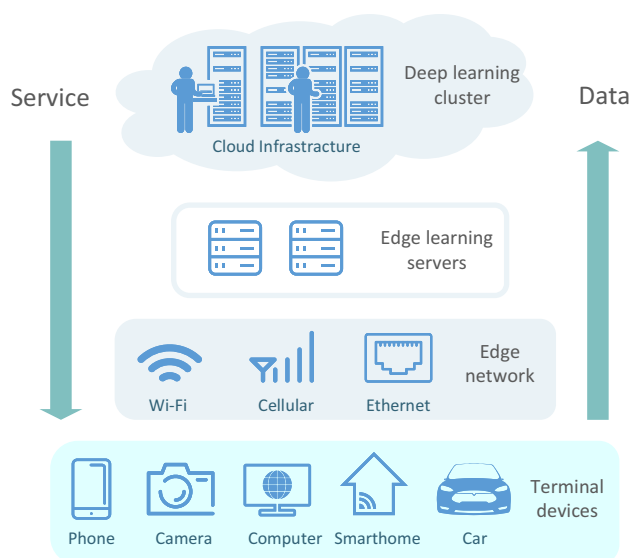 Service
Deep learning
cluster
Data
Cloud Infrastracture
Edge learning
servers
Edge
network
Wi-Fi Cellular Ethernet
Terminal
devices
Phone Camera Computer Smarthome Car